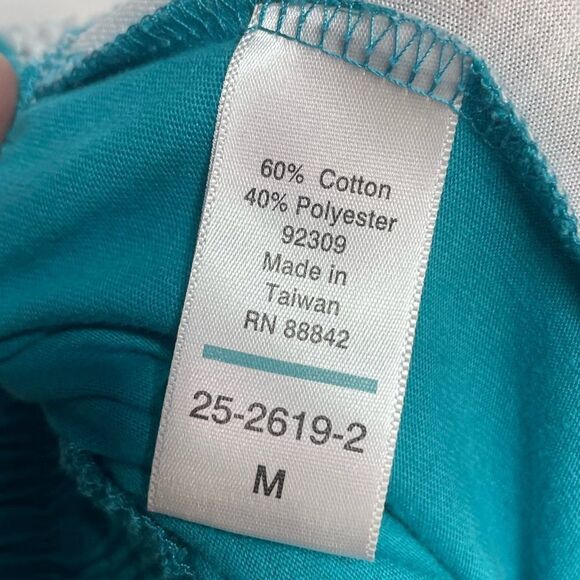 60% Cotton
40% Polyester
92309
Made in
Taiwan
RN 88842
25-2619-2
M